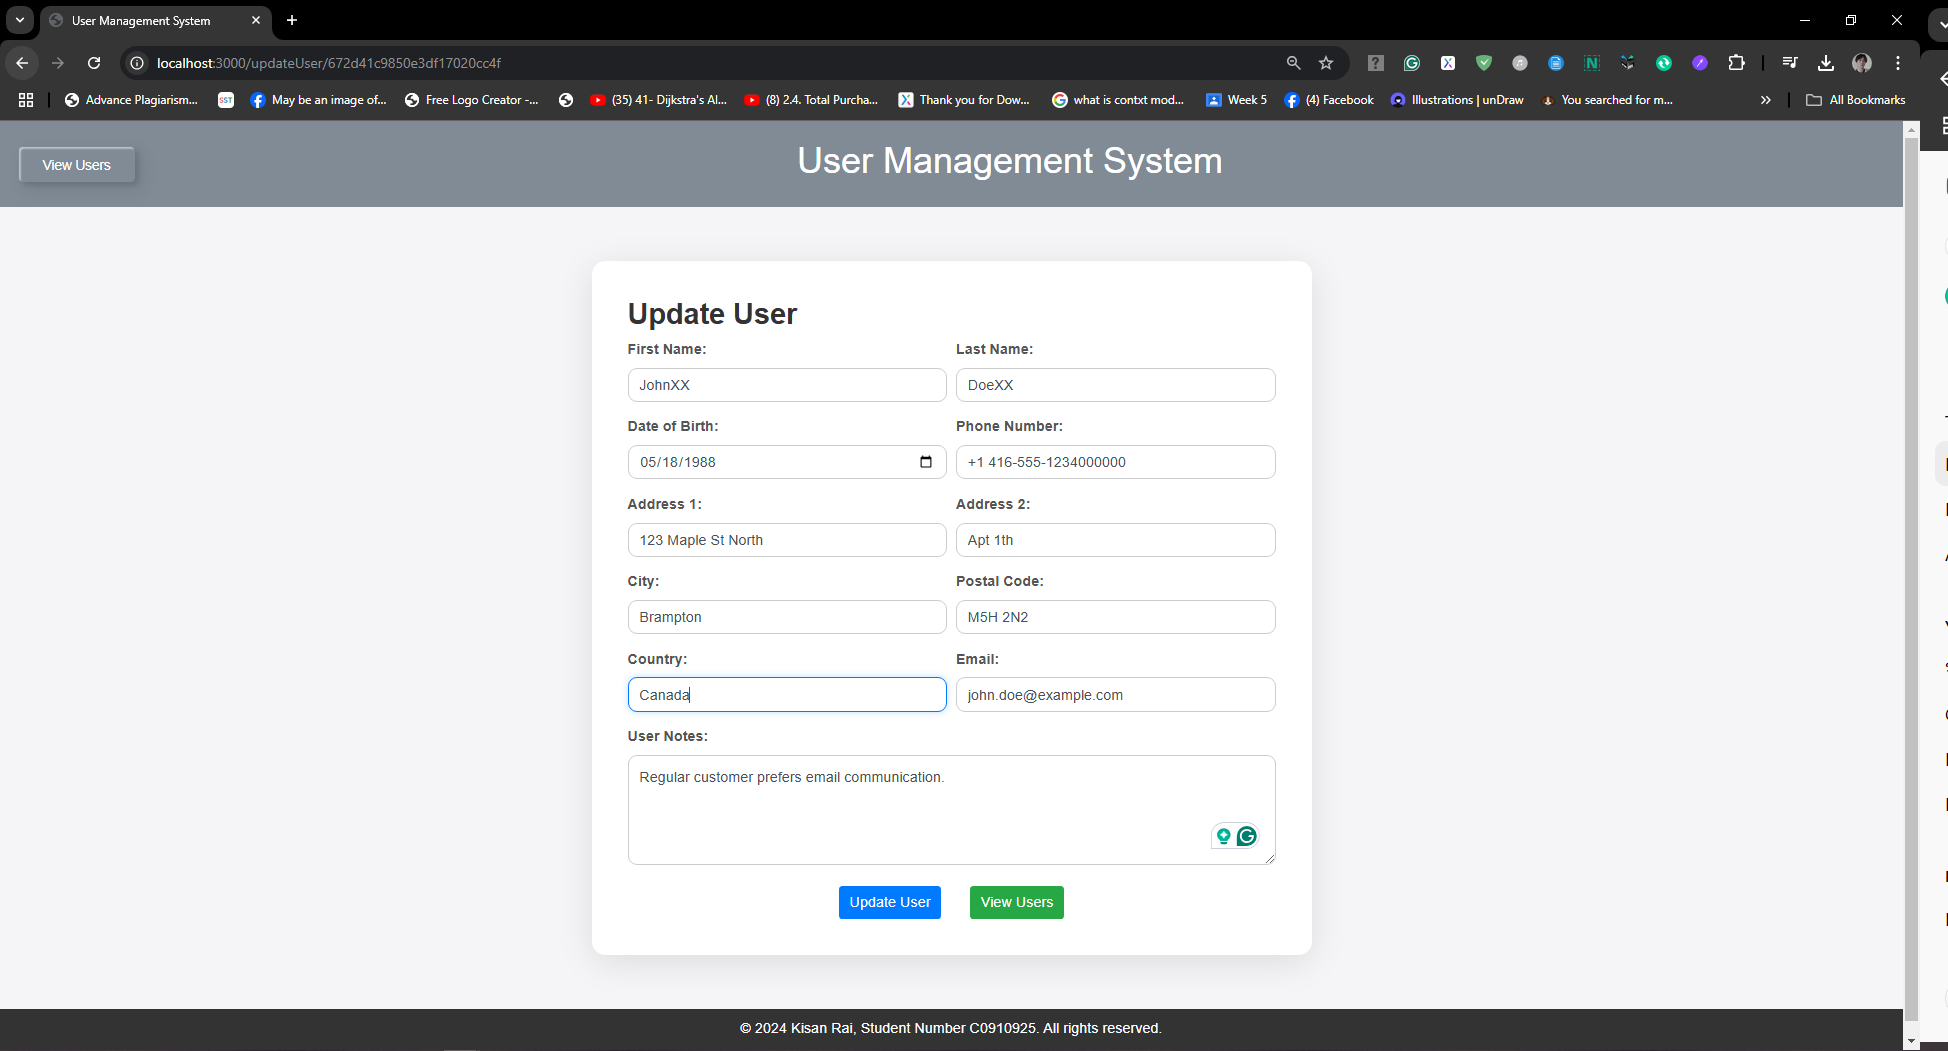 User Management System
localhost:3000/updateUser/672d41c9850e3df17020cc4f
Advance Plagiarism...
SST
May be an image of...
Free Logo Creator -...
(35) 41- Dijkstra's Al...
(8) 2.4. Total Purcha...
Thank you for Dow...
what is contxt mod...
Week 5
(4) Facebook
Illustrations | unDraw
You searched for m...
All Bookmarks
View Users
User Management System
Update User
First Name:
Last Name:
JohnXX
DoeXX
Date of Birth:
Phone Number:
05/18/1988
+1 416-555-1234000000
Address 1:
Address 2:
123 Maple St North
Apt 1th
City:
Postal Code:
Brampton
M5H 2N2
Country:
Email:
Canada
john.doe@example.com
User Notes:
Regular customer prefers email communication.
Update User
View Users
© 2024 Kisan Rai, Student Number C0910925. All rights reserved.